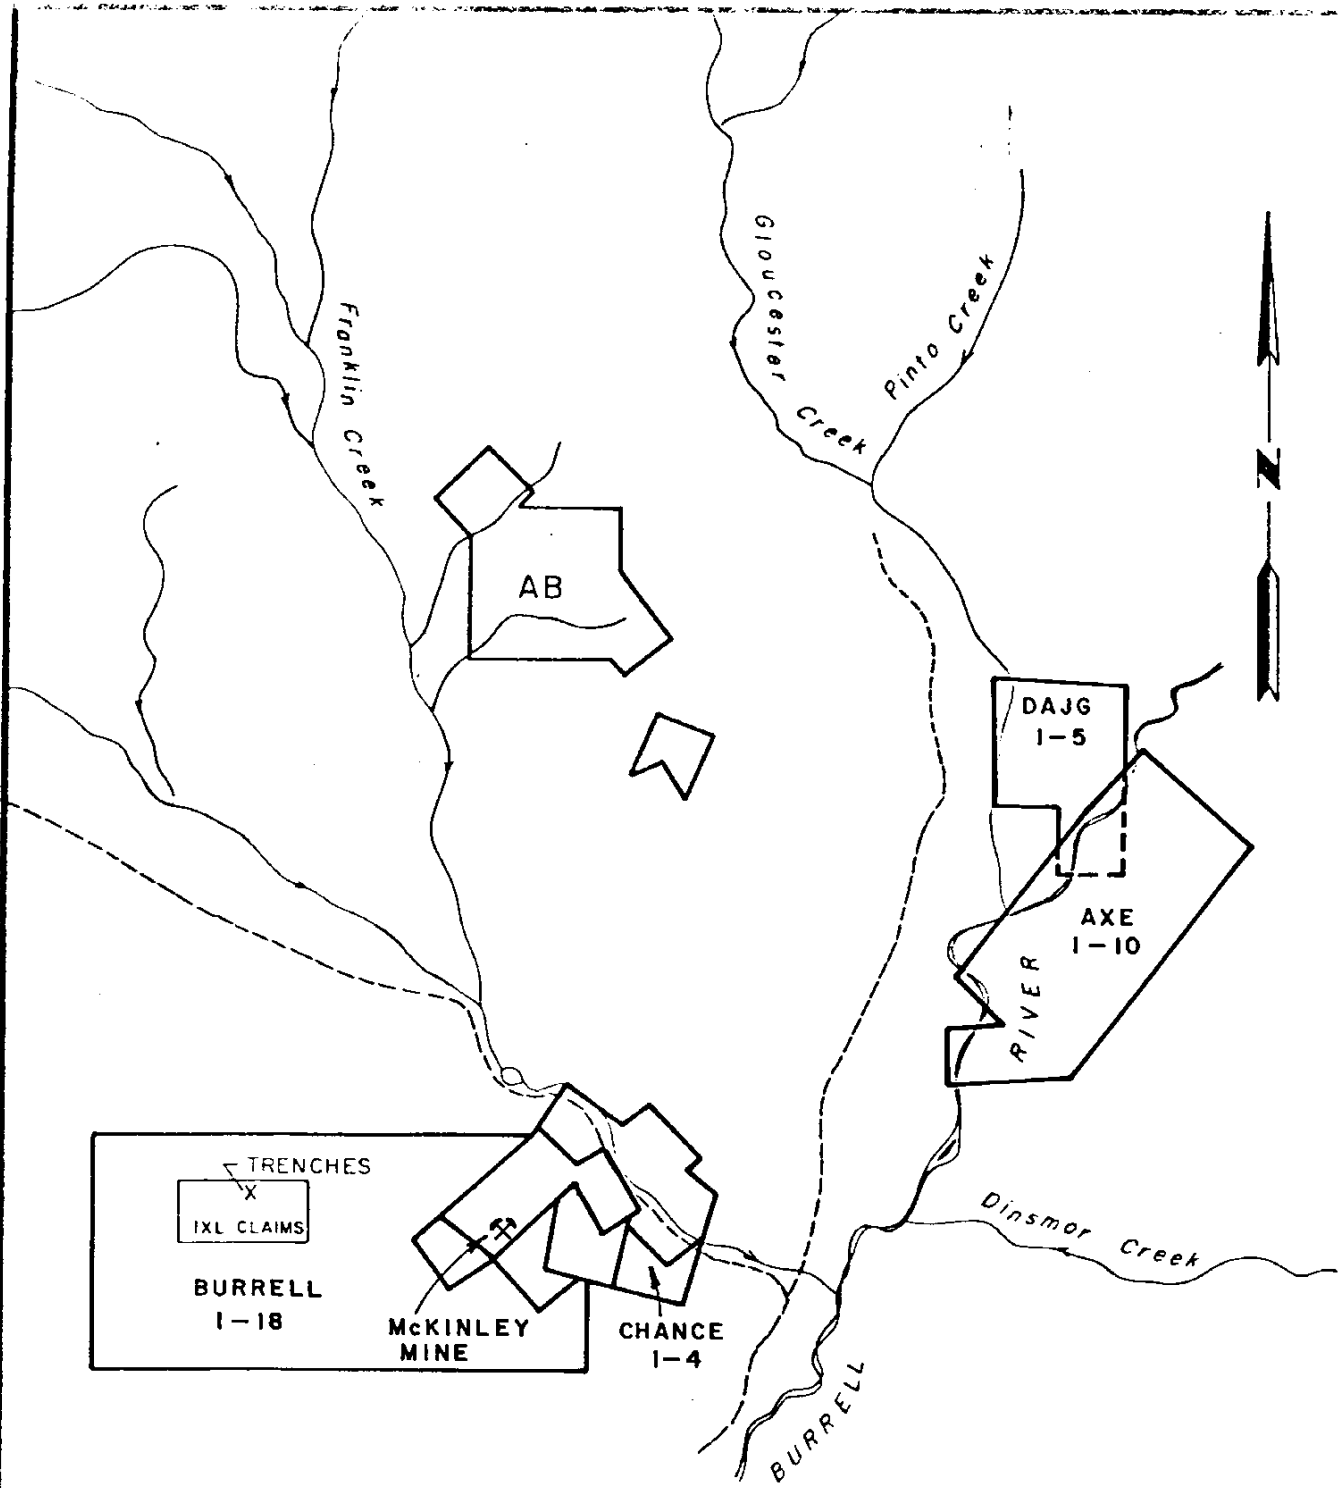 Gloucester Creek
Pinto Creek
Franklin Creek
N
AB
DAJG
1-5
AXE
1-10
RIVER
TRENCHES
X
IXL CLAIMS
BURRELL
1-18
McKINLEY
MINE
CHANCE
1-4
Dinsmor Creek
BURRELL